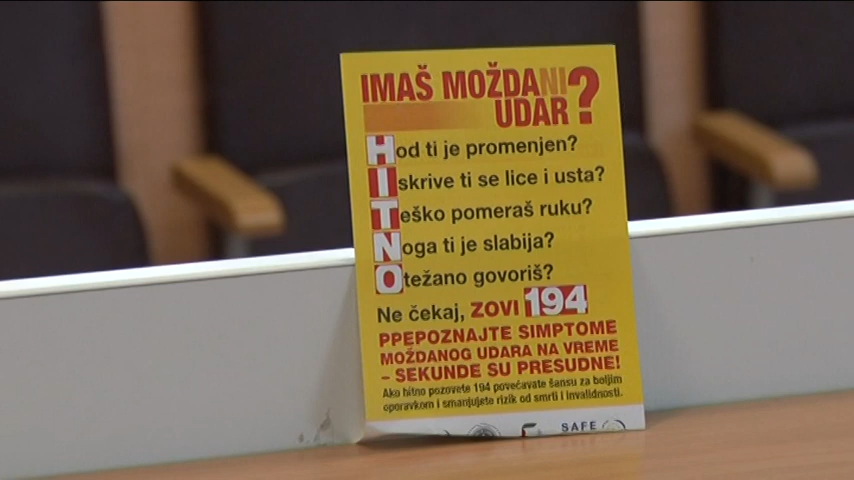 IMAŠ MOŽDANI
UDAR?
Hod ti je promenjen?
Iskrive ti se lice i usta?
Teško pomeraš ruku?
Noga ti je slabija?
Otežano govoriš?
Ne čekaj, ZOVI 194
PPEPOZNAJTE SIMPTOME
MOŽDANOG UDARA NA VREME
– SEKUNDE SU PRESUDNE!
Ako hitno pozovete 194 povećavate šansu za boljim
oporavkom i smanjujete rizik od smrti i invalidnosti.
SAFE